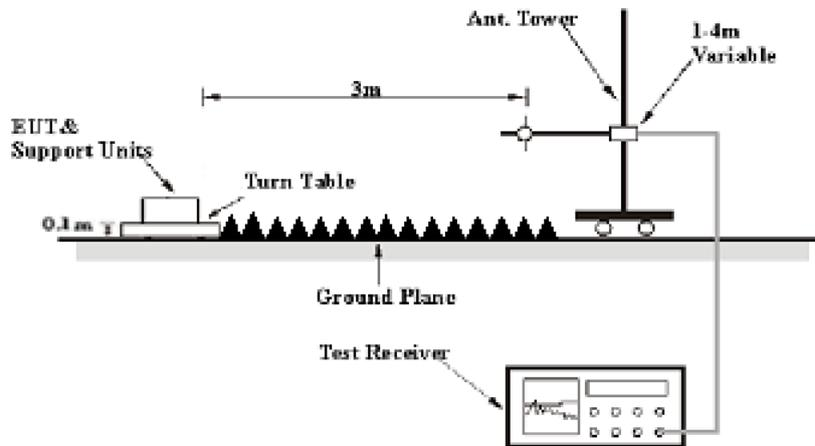 Ant. Tower
1-4m
Variable
3m
EUT&
Support Units
Turn Table
0.1m
Ground Plane
Test Receiver